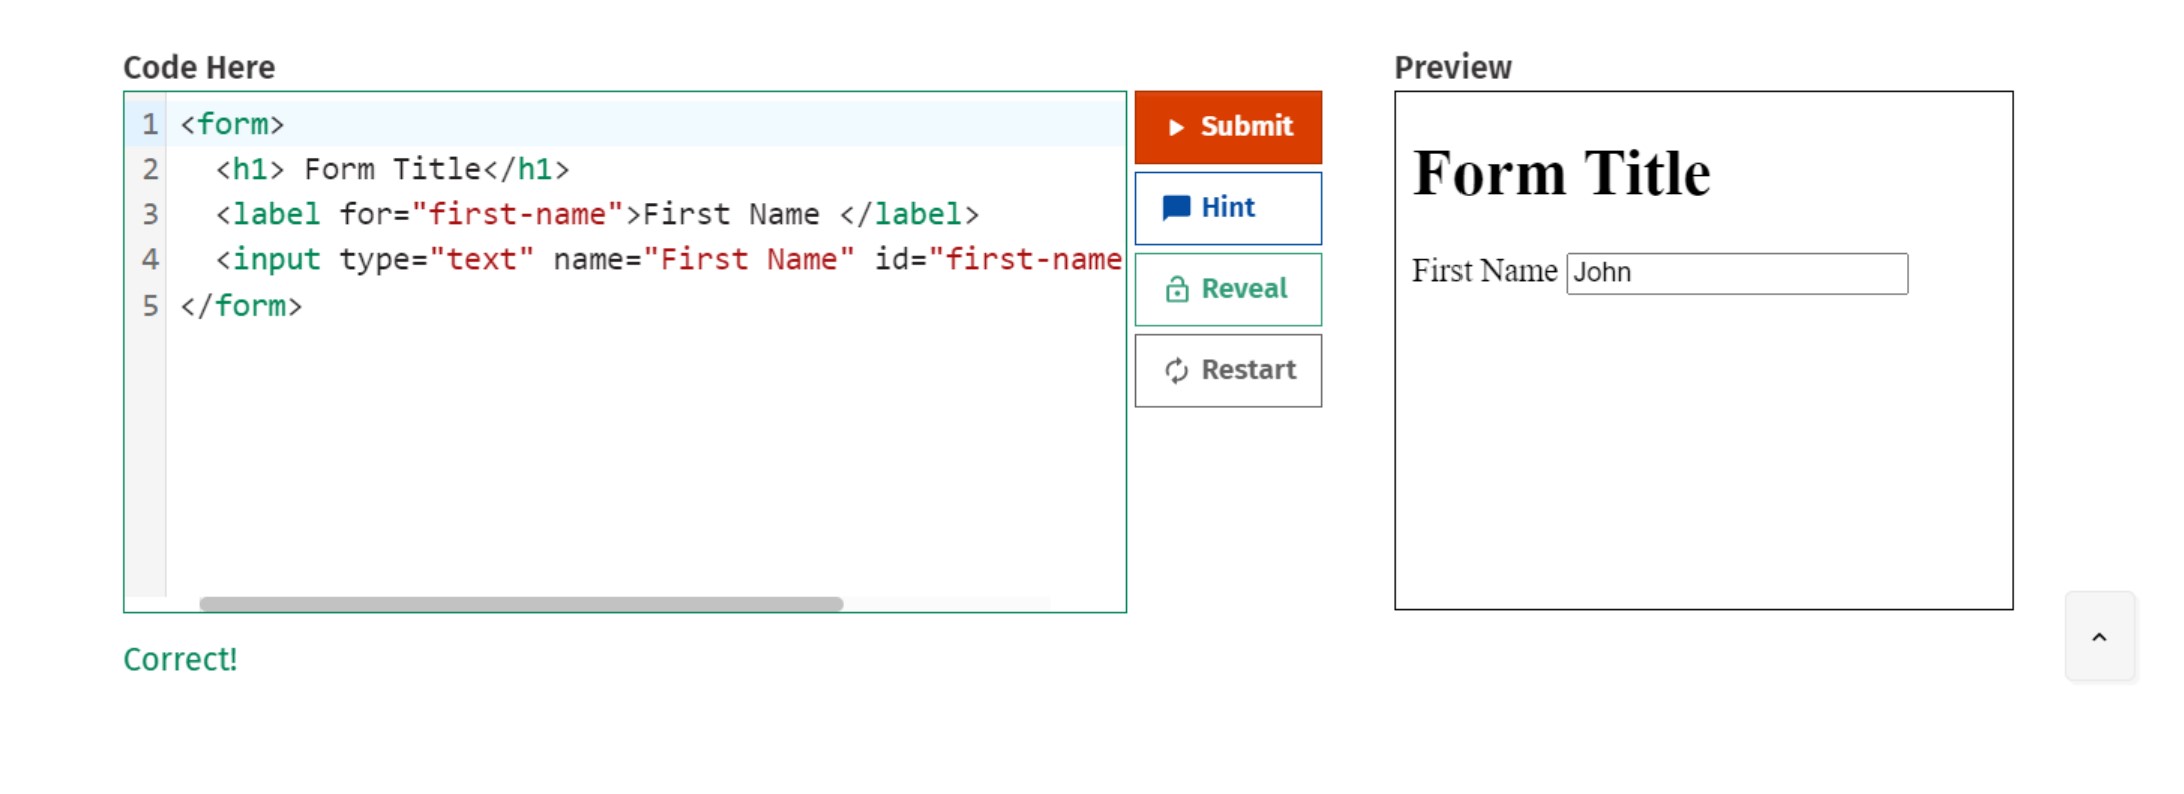 Code Here
1 <form>
2   <h1> Form Title</h1>
3   <label for="first-name">First Name </label>
4   <input type="text" name="First Name" id="first-name
5 </form>
Correct!
Submit
Hint
Reveal
Restart
Preview
Form Title
First Name John